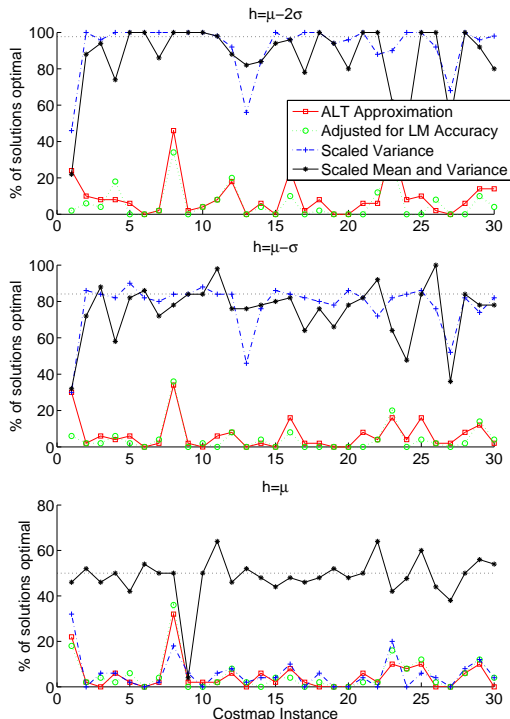 h=μ−2σ
% of solutions optimal
100
80
60
40
20
0
0 5 10 15 20 25 30
ALT Approximation
Adjusted for LM Accuracy
Scaled Variance
Scaled Mean and Variance
h=μ−σ
% of solutions optimal
100
80
60
40
20
0
0 5 10 15 20 25 30
h=μ
% of solutions optimal
80
60
40
20
0
0 5 10 15 20 25 30
Costmap Instance